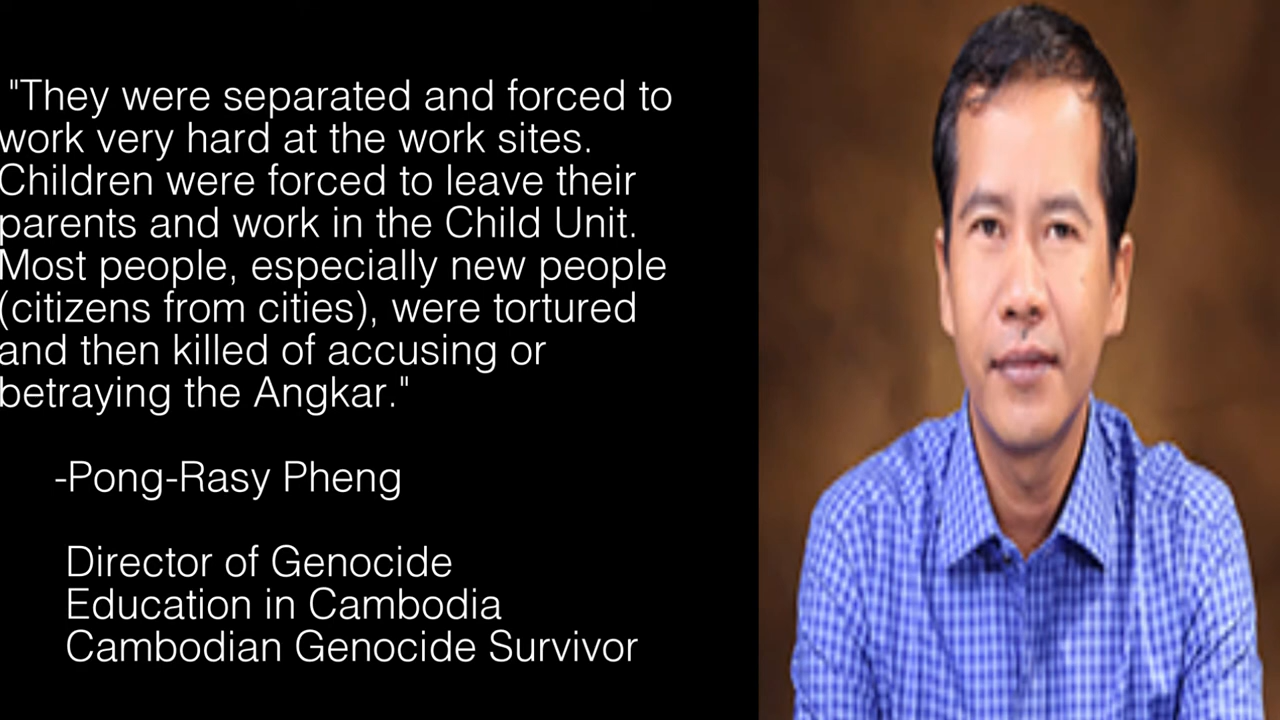 "They were separated and forced to
work very hard at the work sites.
Children were forced to leave their
parents and work in the Child Unit.
Most people, especially new people
(citizens from cities), were tortured
and then killed of accusing or
betraying the Angkar."
-Pong-Rasy Pheng
Director of Genocide
Education in Cambodia
Cambodian Genocide Survivor